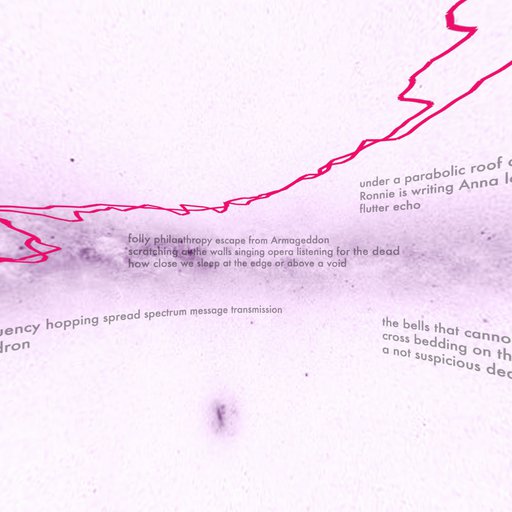 under a parabolic roof
Ronnie is writing Anna
flutter echo
folly philanthropy escape from Armageddon
scratching at the walls singing opera listening for the dead
how close we sleep at the edge or above a void
uency hopping spread spectrum message transmission
dron
the bells that canno
cross bedding on th
a not suspicious dea